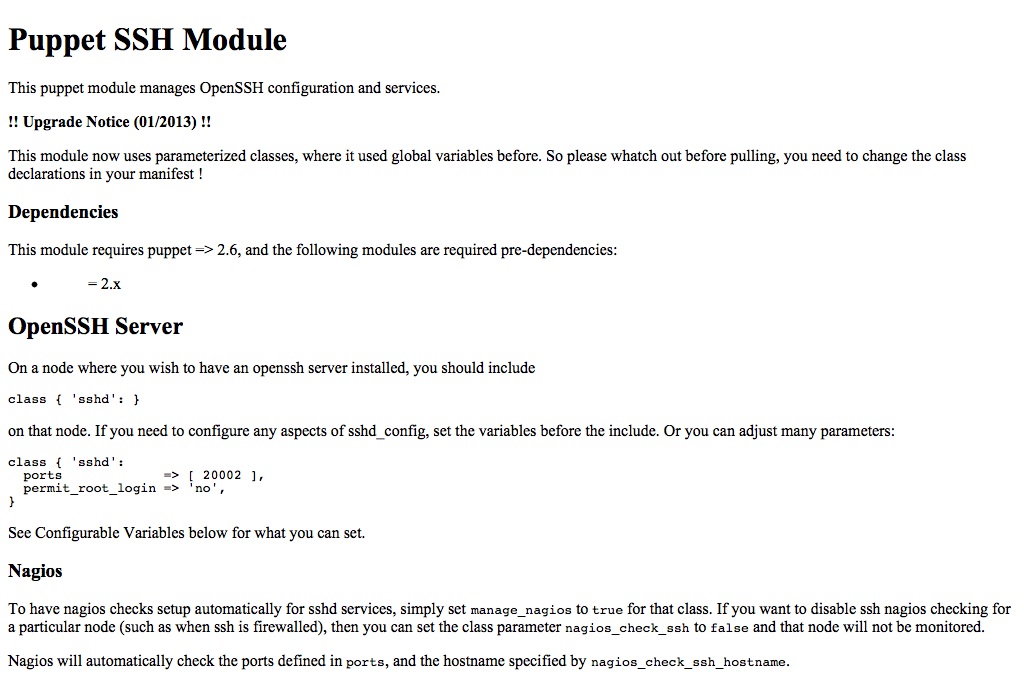 Puppet SSH Module
This puppet module manages OpenSSH configuration and services.
!! Upgrade Notice (01/2013) !!
This module now uses parameterized classes, where it used global variables before. So please whatch out before pulling, you need to change the class
declarations in your manifest !
Dependencies
This module requires puppet => 2.6, and the following modules are required pre-dependencies:
• = 2.x
OpenSSH Server
On a node where you wish to have an openssh server installed, you should include
class { 'sshd': }
on that node. If you need to configure any aspects of sshd_config, set the variables before the include. Or you can adjust many parameters:
class { 'sshd':
  ports             => [ 20002 ],
  permit_root_login => 'no',
}
See Configurable Variables below for what you can set.
Nagios
To have nagios checks setup automatically for sshd services, simply set manage_nagios to true for that class. If you want to disable ssh nagios checking for
a particular node (such as when ssh is firewalled), then you can set the class parameter nagios_check_ssh to false and that node will not be monitored.
Nagios will automatically check the ports defined in ports, and the hostname specified by nagios_check_ssh_hostname.